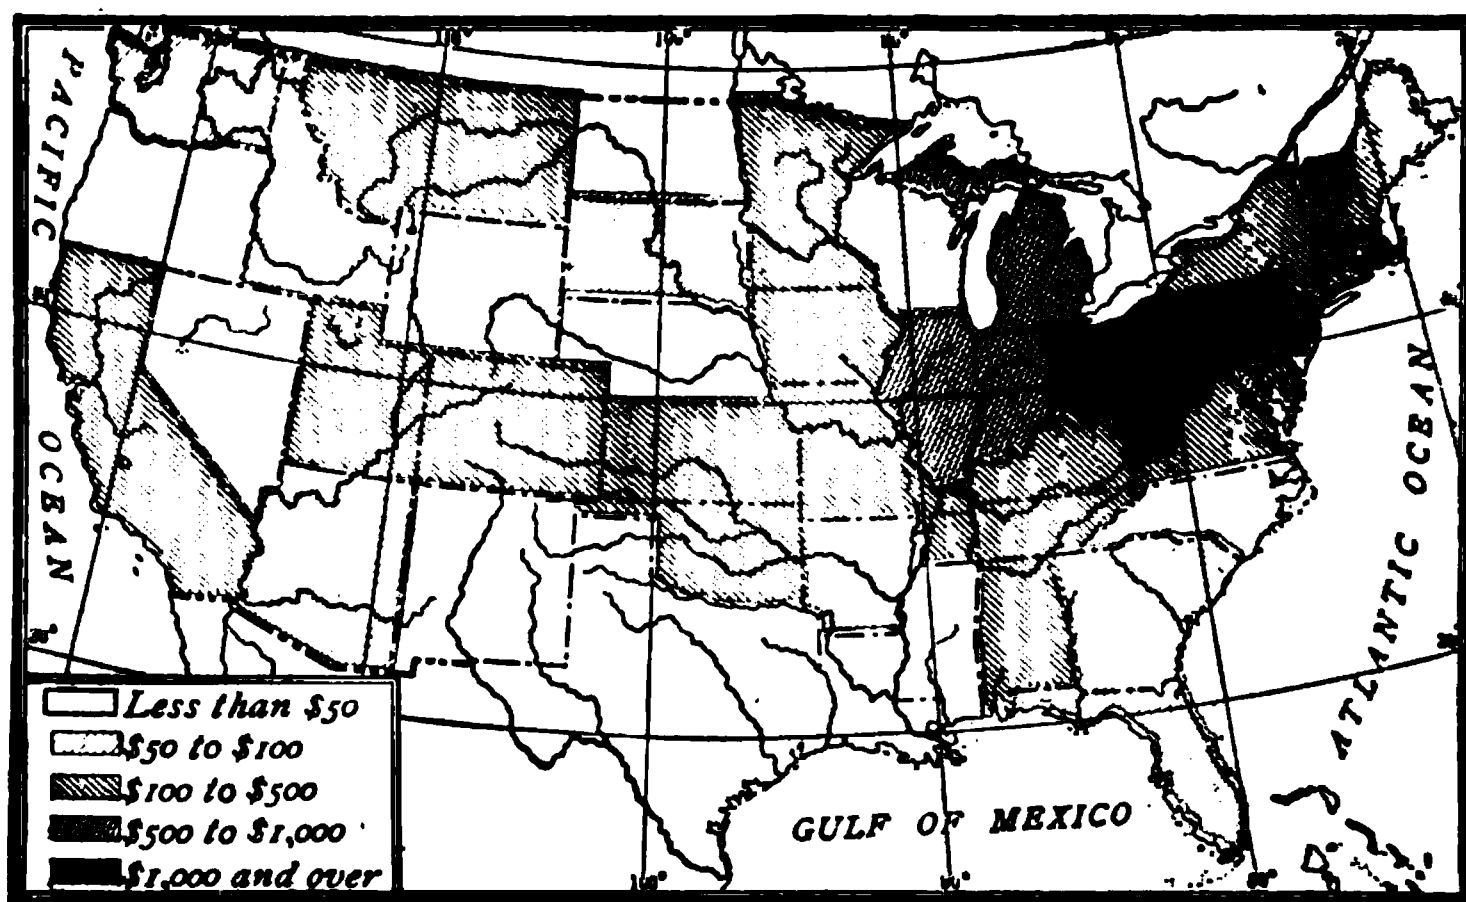 PACIFIC
OCEAN
ATLANTIC OCEAN
GULF OF MEXICO
Less than $50
$50 to $100
$100 to $500
$500 to $1,000
$1,000 and over